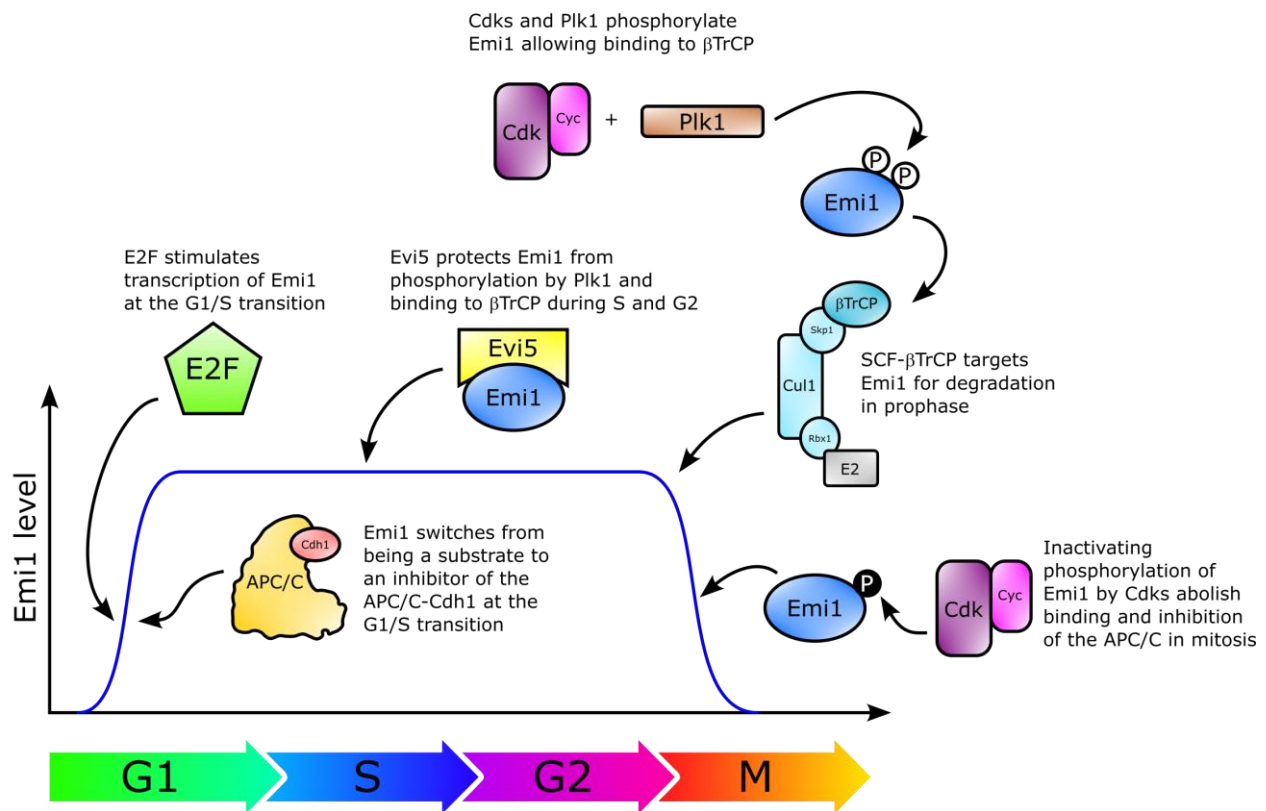 Cdks and Plk1 phosphorylate
Emi1 allowing binding to βTrCP
Cdk
Cyc
+
Plk1
P
P
Emi1
E2F stimulates
transcription of Emi1
at the G1/S transition
E2F
Evi5 protects Emi1 from
phosphorylation by Plk1 and
binding to βTrCP during S and G2
Evi5
Emi1
βTrCP
Skp1
Cul1
Rbx1
E2
SCF-βTrCP targets
Emi1 for degradation
in prophase
Emi1 level
APC/C
Cdh1
Emi1 switches from
being a substrate to
an inhibitor of the
APC/C-Cdh1 at the
G1/S transition
Emi1
P
Cdk
Cyc
Inactivating
phosphorylation of
Emi1 by Cdks abolish
binding and inhibition
of the APC/C in mitosis
G1
S
G2
M